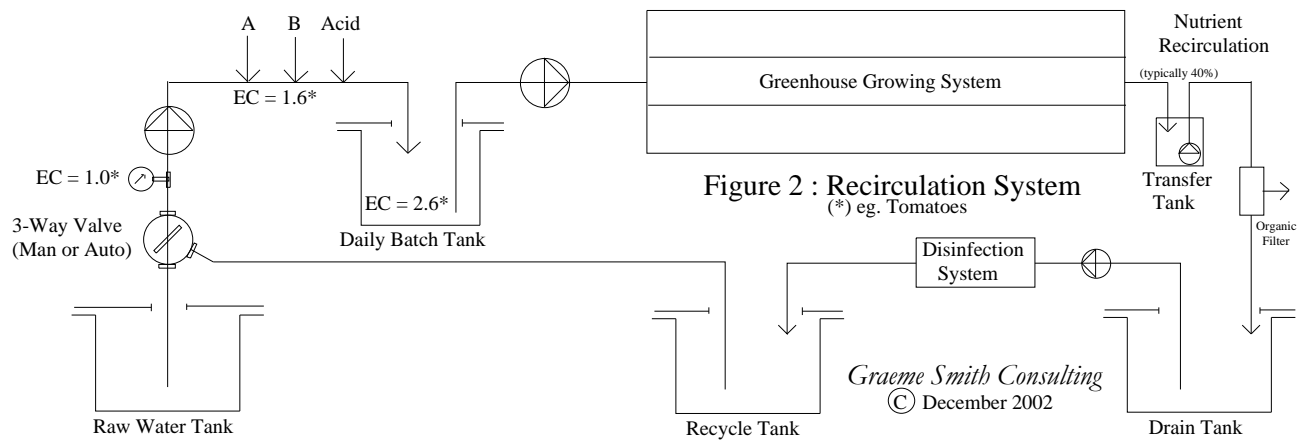 A
B
Acid
EC = 1.6*
EC = 1.0*
3-Way Valve
(Man or Auto)
EC = 2.6*
Daily Batch Tank
Greenhouse Growing System
Nutrient
Recirculation
(typically 40%)
Transfer
Tank
Organic
Filter
Figure 2 : Recirculation System
(*) eg. Tomatoes
Disinfection
System
Raw Water Tank
Recycle Tank
Drain Tank
Graeme Smith Consulting
C December 2002